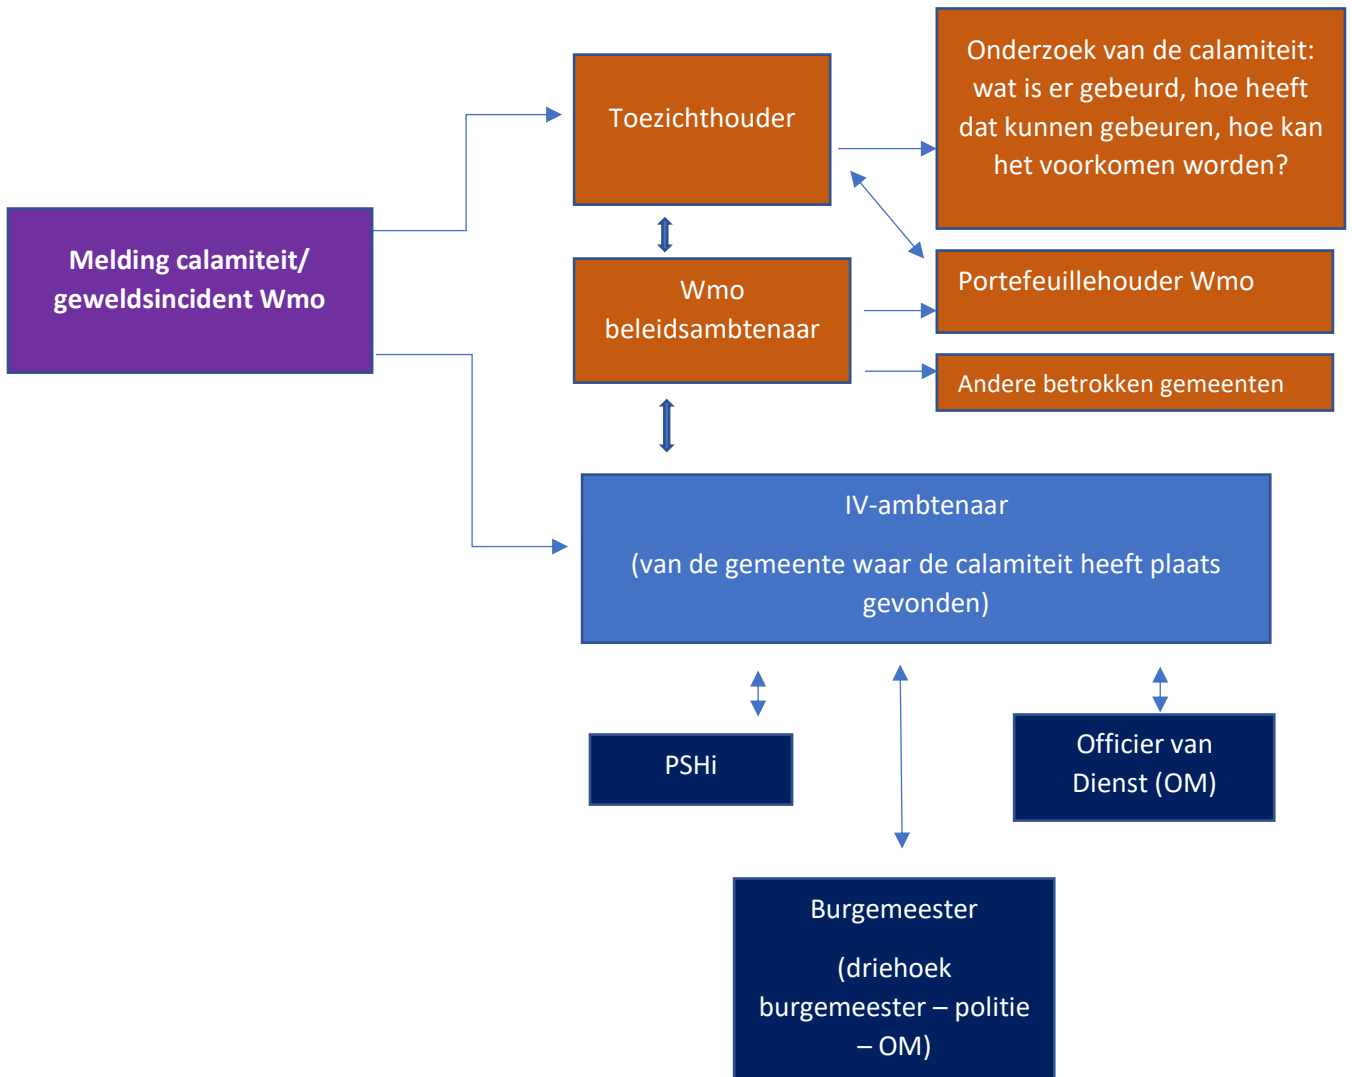 Onderzoek van de calamiteit:
wat is er gebeurd, hoe heeft
dat kunnen gebeuren, hoe kan
het voorkomen worden?
Toezichthouder
Melding calamiteit/
geweldsincident Wmo
Wmo
beleidsambtenaar
Portefeuillehouder Wmo
Andere betrokken gemeenten
IV-ambtenaar
(van de gemeente waar de calamiteit heeft plaats
gevonden)
PSHi
Officier van
Dienst (OM)
Burgemeester
(driehoek
burgemeester – politie
– OM)